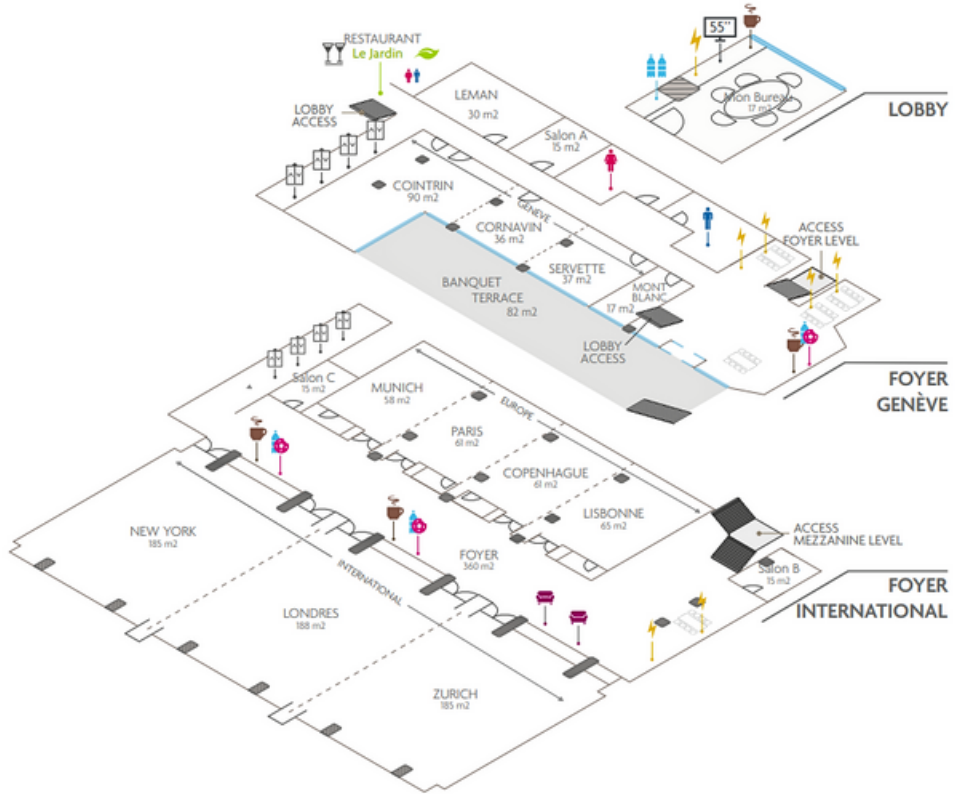 RESTAURANT
Le Jardin
LOBBY
ACCESS
LEMAN
30 m2
Salon A
15 m2
55"
Mon Bureau
17 m2
LOBBY
COINTRIN
90 m2
GENEVE
CORNAVIN
36 m2
SERVETTE
37 m2
MONT
BLANC
17 m2
BANQUET
TERRACE
82 m2
LOBBY
ACCESS
ACCESS
FOYER LEVEL
FOYER
GENÈVE
Salon C
15 m2
MUNICH
58 m2
EUROPE
PARIS
61 m2
COPENHAGUE
61 m2
LISBONNE
65 m2
ACCESS
MEZZANINE LEVEL
Salon B
15 m2
FOYER
INTERNATIONAL
NEW YORK
185 m2
FOYER
360 m2
INTERNATIONAL
LONDRES
188 m2
ZURICH
185 m2